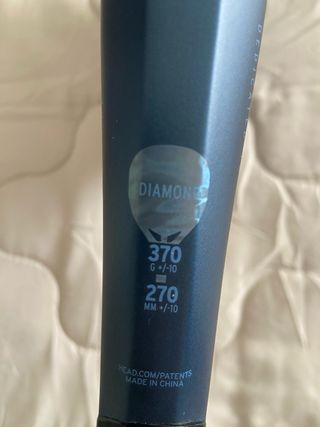 DIAMOND
370
G +/-10
270
MM +/-10
HEAD.COM/PATENTS
MADE IN CHINA